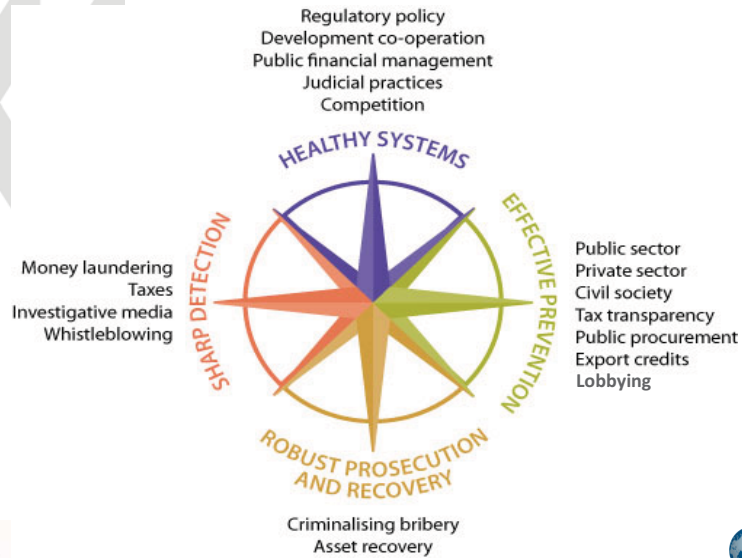 Regulatory policy
Development co-operation
Public financial management
Judicial practices
Competition
HEALTHY SYSTEMS
EFFECTIVE PREVENTION
Public sector
Private sector
Civil society
Tax transparency
Public procurement
Export credits
Lobbying
SHARP DETECTION
Money laundering
Taxes
Investigative media
Whistleblowing
ROBUST PROSECUTION
AND RECOVERY
Criminalising bribery
Asset recovery